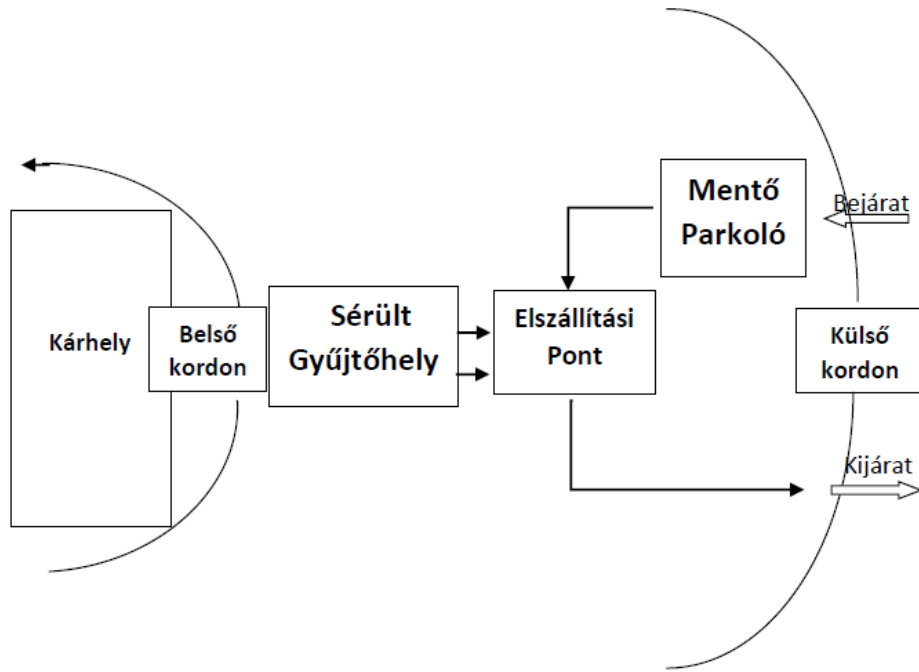 Mentő
Parkoló
Bejárat
Kárhely
Belső
kordon
Sérült
Gyűjtőhely
Elszállítási
Pont
Külső
kordon
Kijárat